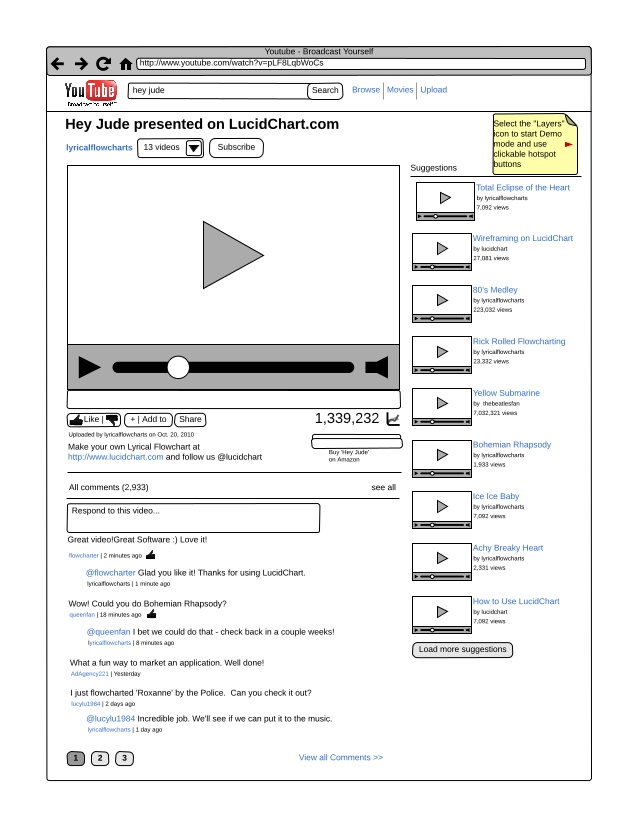 Youtube - Broadcast Yourself
http://www.youtube.com/watch?v=pLF8LqbWoCs
YouTube
Broadcast Yourself™
hey jude
Search
Browse
Movies
Upload
Hey Jude presented on LucidChart.com
lyricalflowcharts
13 videos
Subscribe
Select the "Layers"
icon to start Demo
mode and use
clickable hotspot
buttons
Suggestions
Total Eclipse of the Heart
by lyricalflowcharts
7,092 views
Wireframing on LucidChart
by lucidchart
27,081 views
80's Medley
by lyricalflowcharts
223,032 views
Rick Rolled Flowcharting
by lyricalflowcharts
23,332 views
Yellow Submarine
by thebeatlesfan
7,032,321 views
Bohemian Rhapsody
by lyricalflowcharts
1,933 views
Ice Ice Baby
by lyricalflowcharts
7,092 views
Achy Breaky Heart
by lyricalflowcharts
2,331 views
How to Use LucidChart
by lucidchart
7,092 views
Load more suggestions
Like |
+ | Add to
Share
1,339,232
Uploaded by lyricalflowcharts on Oct. 20, 2010
Make your own Lyrical Flowchart at
http://www.lucidchart.com and follow us @lucidchart
Buy 'Hey Jude'
on Amazon
All comments (2,933)
see all
Respond to this video...
Great video!Great Software :) Love it!
flowcharter | 2 minutes ago
@flowcharter Glad you like it! Thanks for using LucidChart.
lyricalflowcharts | 1 minute ago
Wow! Could you do Bohemian Rhapsody?
queenfan | 18 minutes ago
@queenfan I bet we could do that - check back in a couple weeks!
lyricalflowcharts | 8 minutes ago
What a fun way to market an application. Well done!
AdAgency221 | Yesterday
I just flowcharted 'Roxanne' by the Police.  Can you check it out?
lucylu1984 | 2 days ago
@lucylu1984 Incredible job. We'll see if we can put it to the music.
lyricalflowcharts | 1 day ago
1
2
3
View all Comments >>